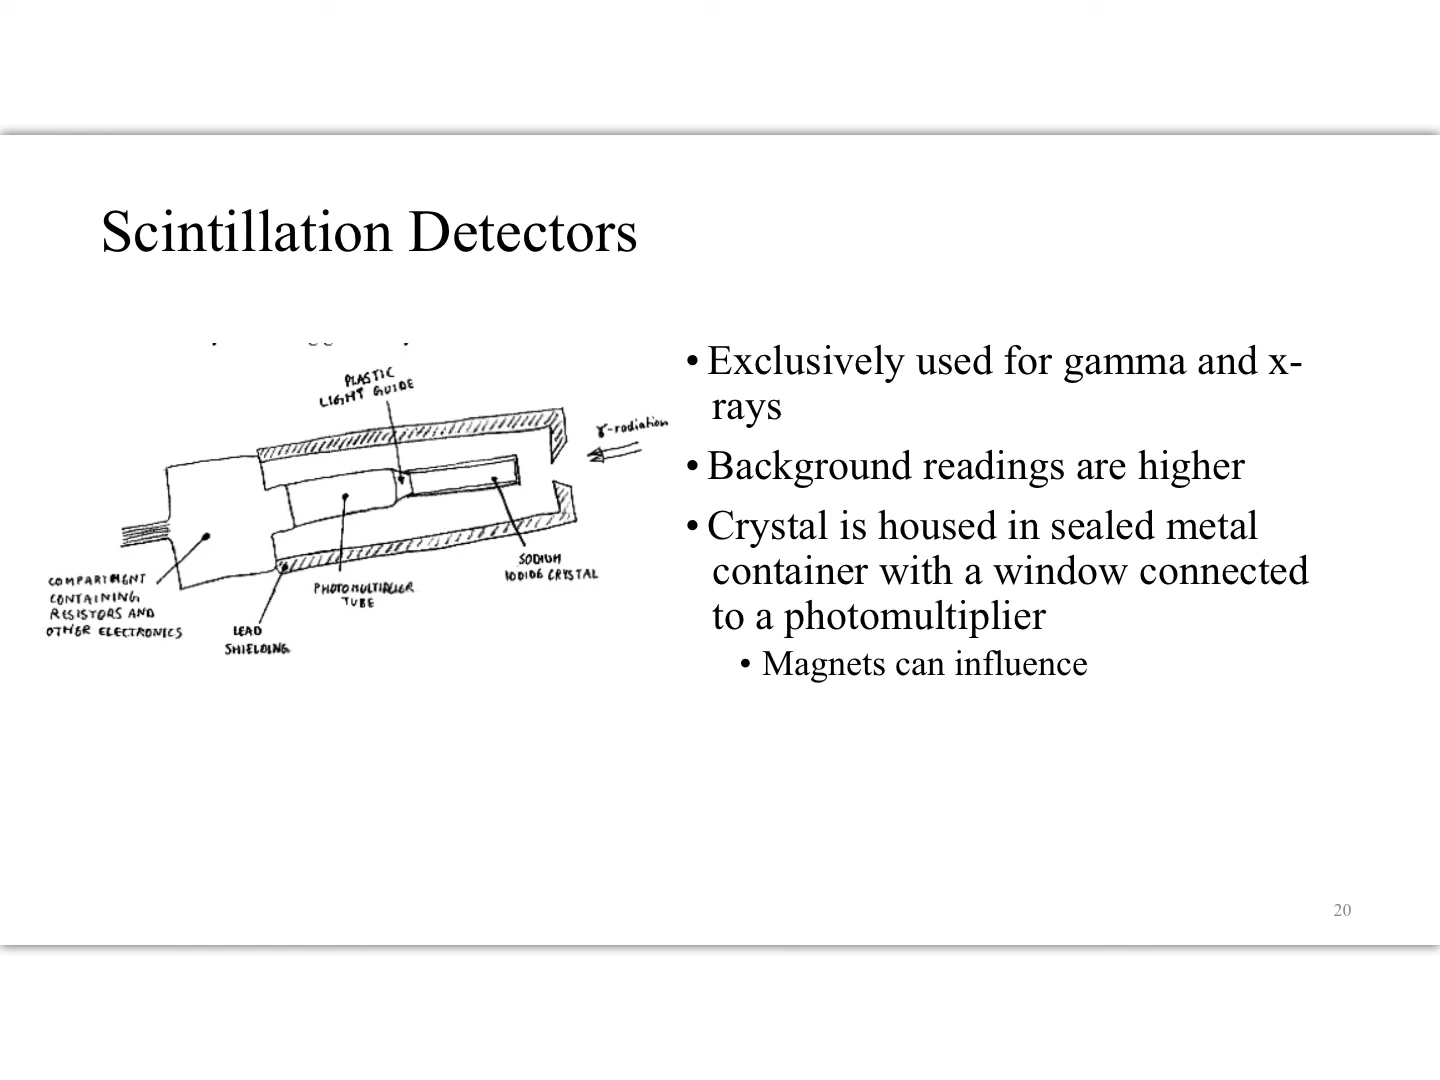 Scintillation Detectors
PLASTIC
LIGHT GUIDE
γ-radiation
SODIUM
IODIDE CRYSTAL
PHOTOMULTIPLIER
TUBE
COMPARTMENT
CONTAINING
RESISTORS AND
OTHER ELECTRONICS
LEAD
SHIELDING
• Exclusively used for gamma and x-
rays
• Background readings are higher
• Crystal is housed in sealed metal
container with a window connected
to a photomultiplier
• Magnets can influence
20